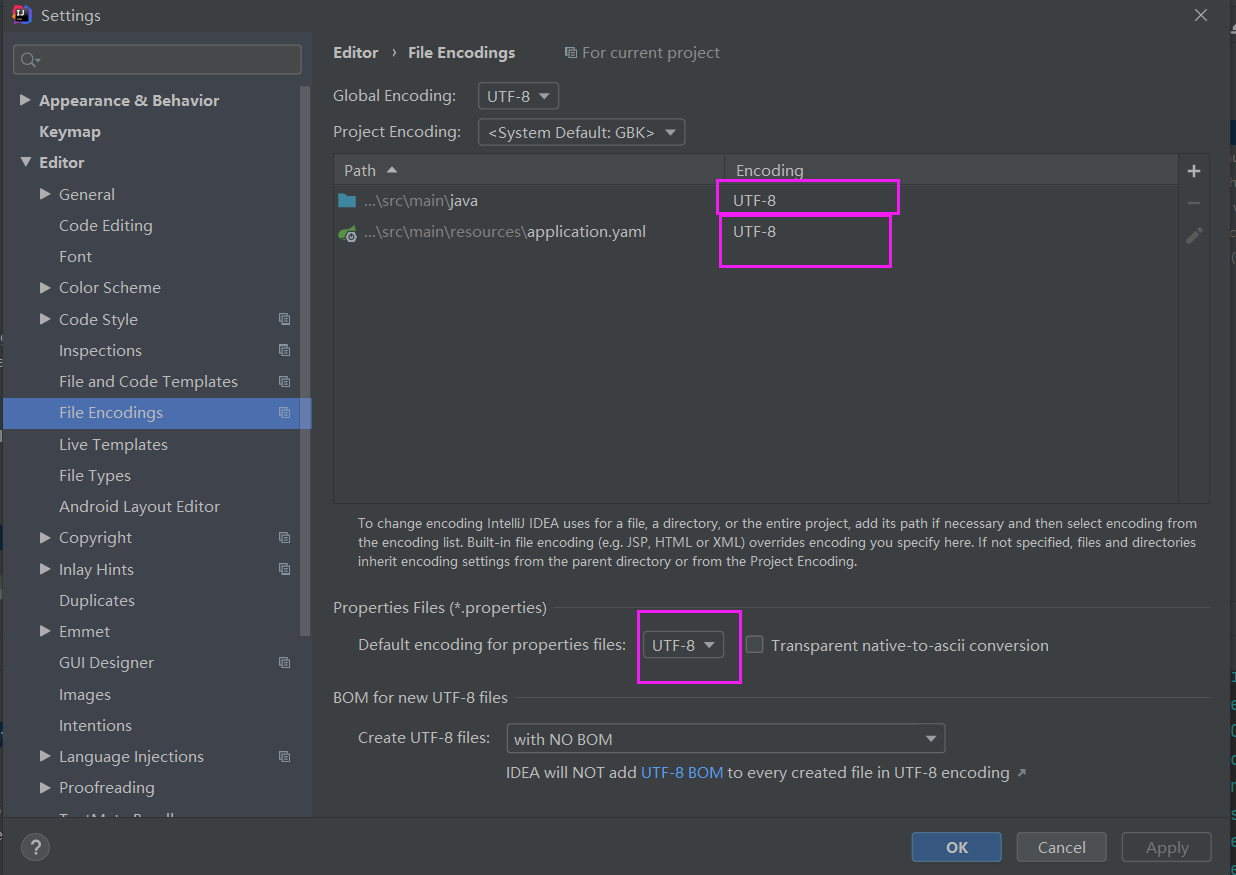 Settings
Editor › File Encodings For current project
Global Encoding: UTF-8
Project Encoding: <System Default: GBK>
Path Encoding
...\src\main\java UTF-8
...\src\main\resources\application.yaml UTF-8
Appearance & Behavior
Keymap
Editor
General
Code Editing
Font
Color Scheme
Code Style
Inspections
File and Code Templates
File Encodings
Live Templates
File Types
Android Layout Editor
Copyright
Inlay Hints
Duplicates
Emmet
GUI Designer
Images
Intentions
Language Injections
Proofreading
To change encoding IntelliJ IDEA uses for a file, a directory, or the entire project, add its path if necessary and then select encoding from
the encoding list. Built-in file encoding (e.g. JSP, HTML or XML) overrides encoding you specify here. If not specified, files and directories
inherit encoding settings from the parent directory or from the Project Encoding.
Properties Files (*.properties)
Default encoding for properties files: UTF-8 Transparent native-to-ascii conversion
BOM for new UTF-8 files
Create UTF-8 files: with NO BOM
IDEA will NOT add UTF-8 BOM to every created file in UTF-8 encoding ↗
?
OK Cancel Apply